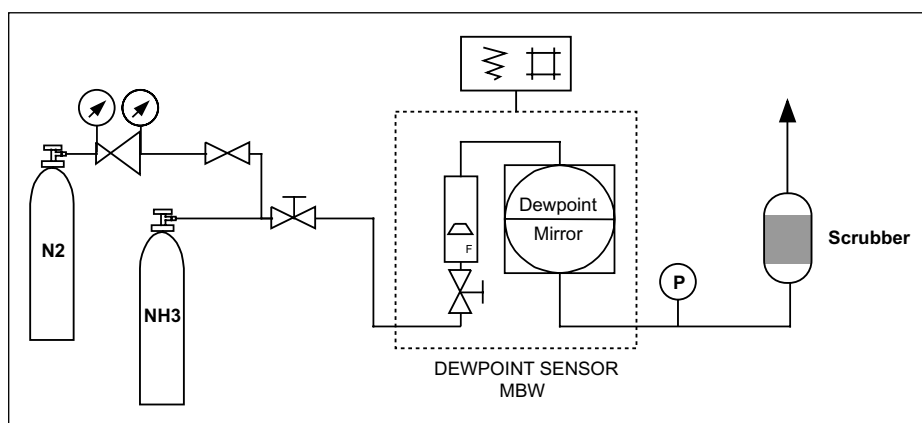 N2
NH3
F
Dewpoint
Mirror
P
Scrubber
DEWPOINT SENSOR
MBW